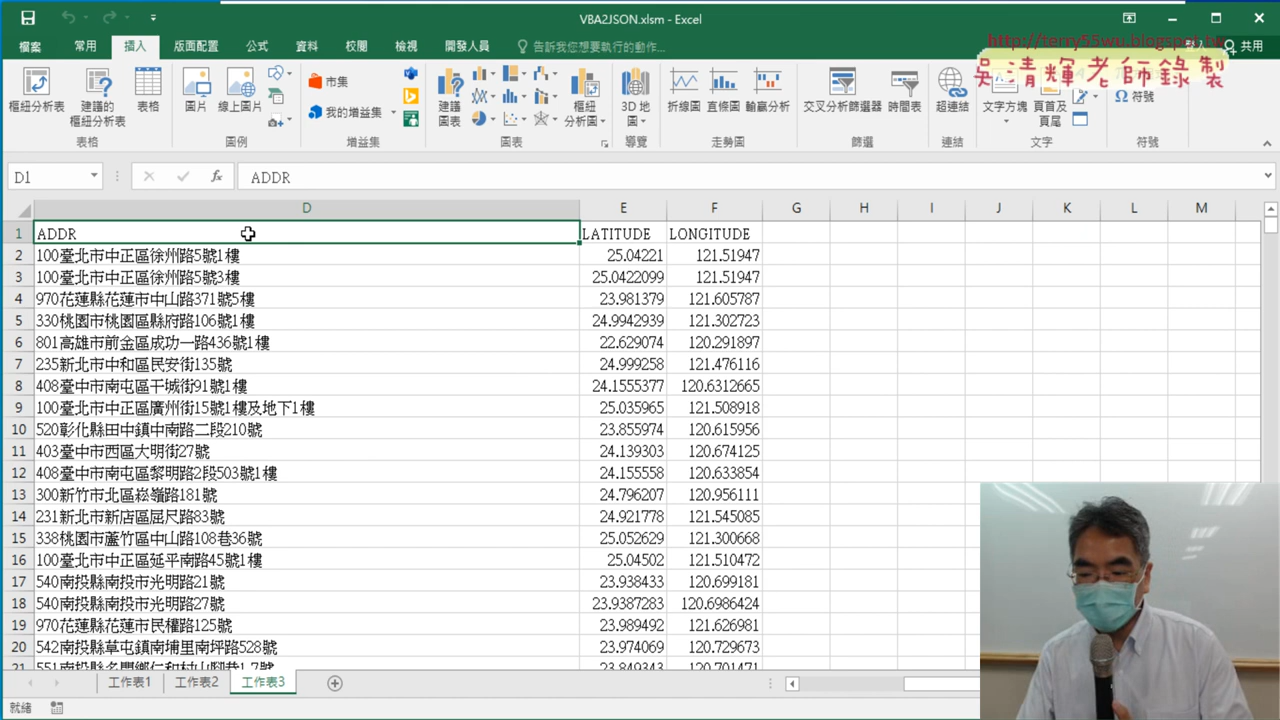 VBA2JSON.xlsm - Excel
http://terry55wu.blogspot.tw
吳清輝老師錄製
檔案 常用 插入 版面配置 公式 資料 校閱 檢視 開發人員 告訴我您想要執行的動作... 共用
樞紐分析表 建議的樞紐分析表 表格
圖片 線上圖片
市集
我的增益集
建議圖表 樞紐分析圖
3D 地圖
折線圖 直條圖 輸贏分析
交叉分析篩選器 時間表
超連結
文字方塊 頁首及頁尾
Ω 符號
表格 圖例 增益集 圖表 導覽 走勢圖 篩選 連結 文字 符號
D1 fx ADDR
D E F G H I J K L M
1 ADDR LATITUDE LONGITUDE
2 100臺北市中正區徐州路5號1樓 25.04221 121.51947
3 100臺北市中正區徐州路5號3樓 25.0422099 121.51947
4 970花蓮縣花蓮市中山路371號5樓 23.981379 121.605787
5 330桃園市桃園區縣府路106號1樓 24.9942939 121.302723
6 801高雄市前金區成功一路436號1樓 22.629074 120.291897
7 235新北市中和區民安街135號 24.999258 121.476116
8 408臺中市南屯區干城街91號1樓 24.1555377 120.6312665
9 100臺北市中正區廣州街15號1樓及地下1樓 25.035965 121.508918
10 520彰化縣田中鎮中南路二段210號 23.855974 120.615956
11 403臺中市西區大明街27號 24.139303 120.674125
12 408臺中市南屯區黎明路2段503號1樓 24.155558 120.633854
13 300新竹市北區崧嶺路181號 24.796207 120.956111
14 231新北市新店區屈尺路83號 24.921778 121.545085
15 338桃園市蘆竹區中山路108巷36號 25.052629 121.300668
16 100臺北市中正區延平南路45號1樓 25.04502 121.510472
17 540南投縣南投市光明路21號 23.938433 120.699181
18 540南投縣南投市光明路27號 23.9387283 120.6986424
19 970花蓮縣花蓮市民權路125號 23.989492 121.626981
20 542南投縣草屯鎮南埔里南坪路528號 23.974069 120.729673
21 551南投縣名間鄉仁和村山腳巷1 7號 23.849343 120.701471
工作表1 工作表2 工作表3
就緒